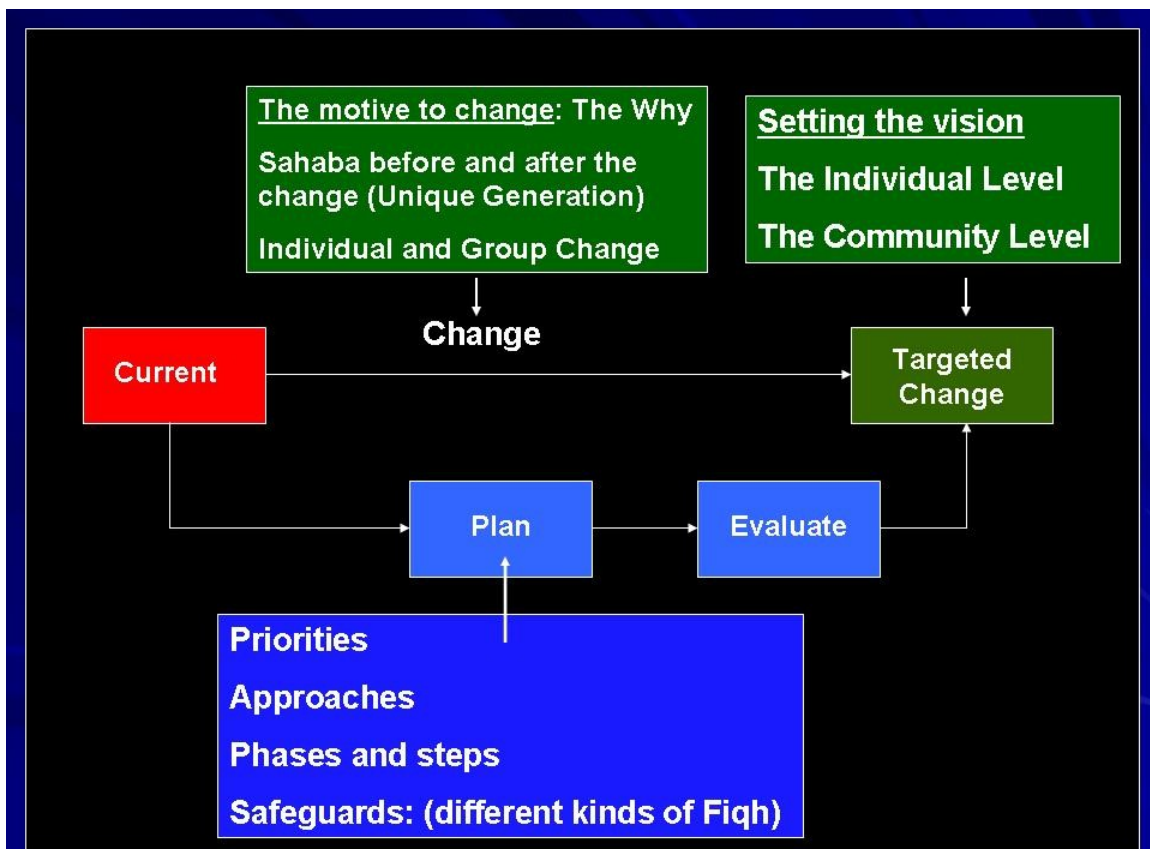 The motive to change: The Why
Sahaba before and after the
change (Unique Generation)
Individual and Group Change
Setting the vision
The Individual Level
The Community Level
Change
Current
Targeted
Change
Plan
Evaluate
Priorities
Approaches
Phases and steps
Safeguards: (different kinds of Fiqh)